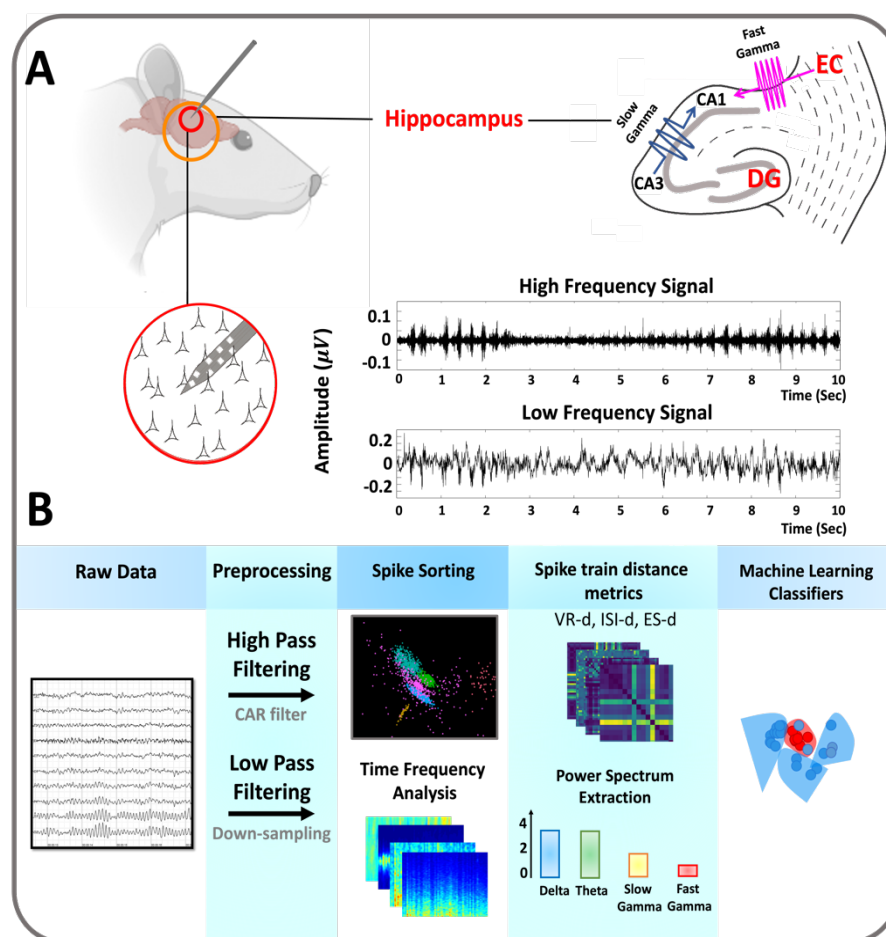 A
Hippocampus
Fast
Gamma
EC
CA1
Slow
Gamma
CA3
DG
High Frequency Signal
0.1
0
-0.1
0 1 2 3 4 5 6 7 8 9 10
Time (Sec)
Amplitude (μV)
Low Frequency Signal
0.2
0
-0.2
0 1 2 3 4 5 6 7 8 9 10
Time (Sec)
B
Raw Data
Preprocessing
Spike Sorting
Spike train distance
metrics
Machine Learning
Classifiers
VR-d, ISI-d, ES-d
High Pass
Filtering
CAR filter
Low Pass
Filtering
Down-sampling
Time Frequency
Analysis
Power Spectrum
Extraction
4
2
0
Delta
Theta
Slow
Gamma
Fast
Gamma